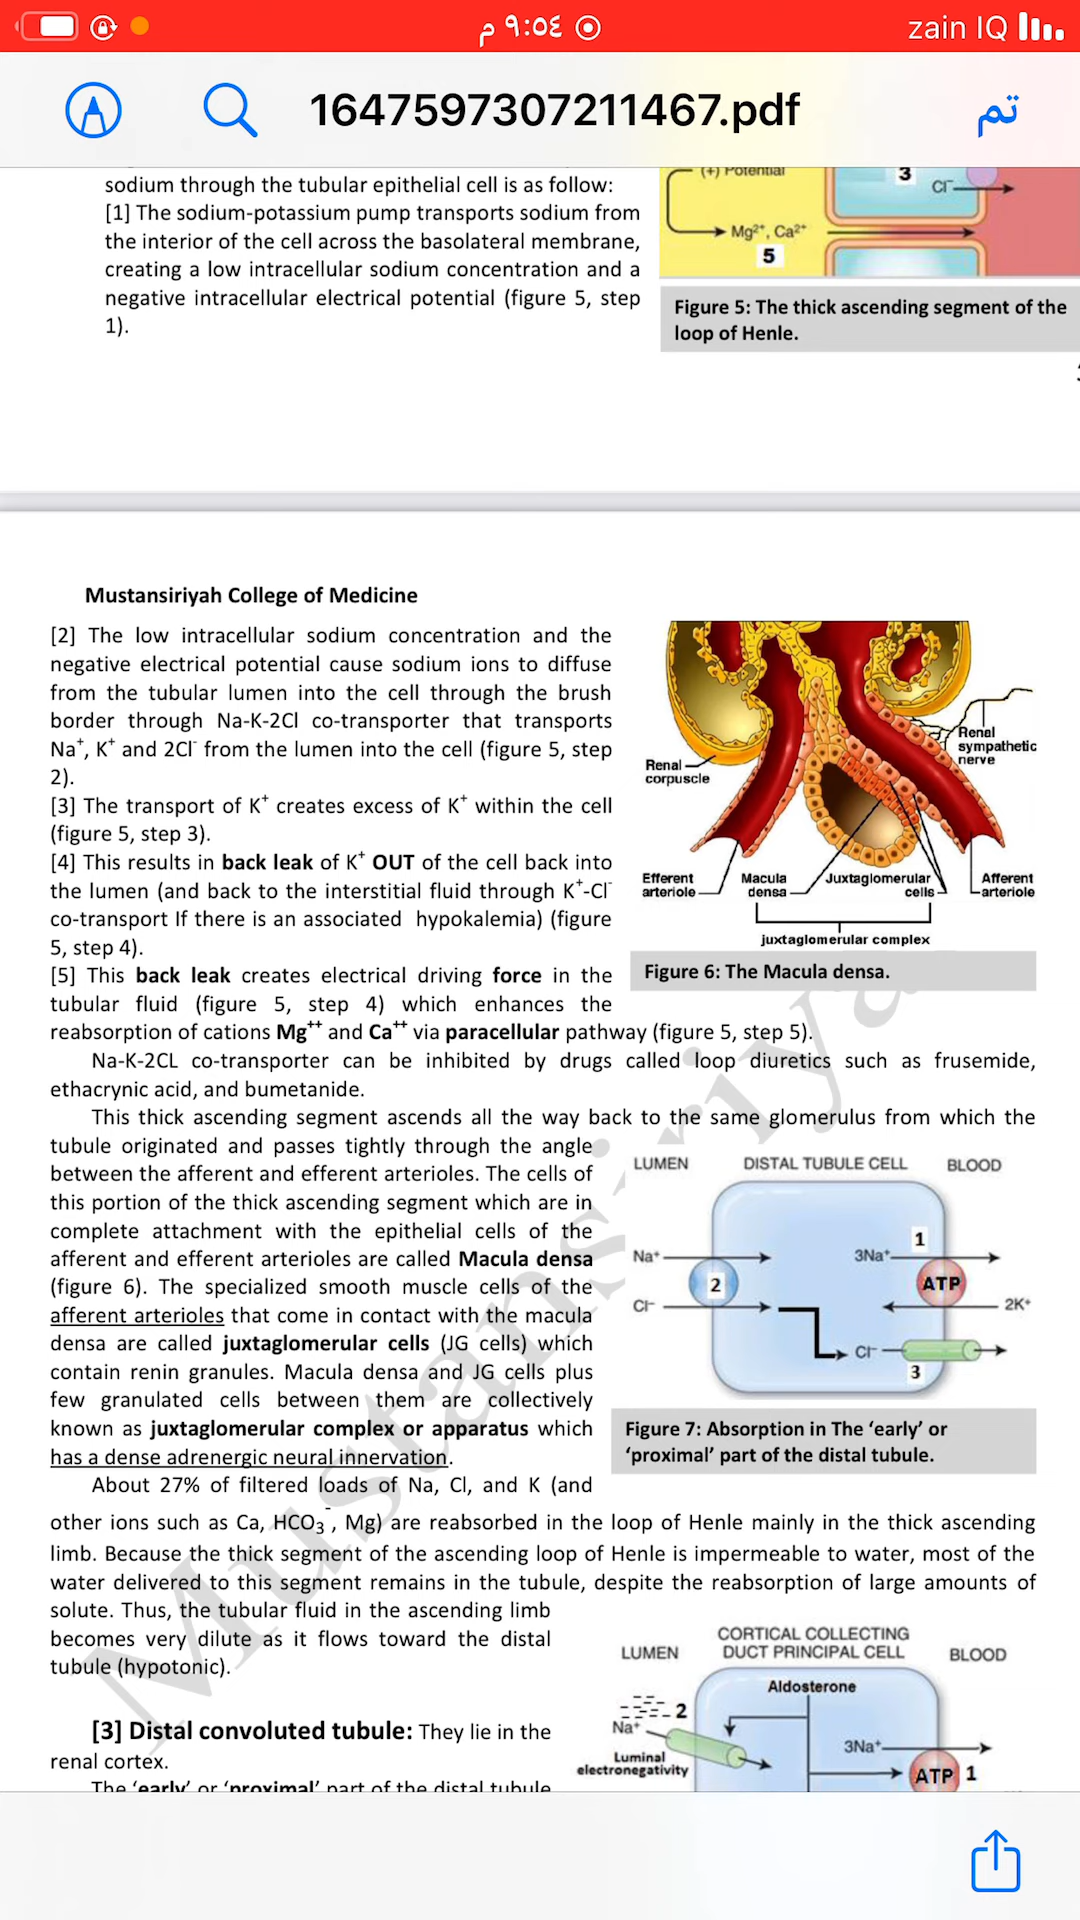 ٩:٥٤ م
zain IQ
1647597307211467.pdf
تم
sodium through the tubular epithelial cell is as follow:
[1] The sodium-potassium pump transports sodium from
the interior of the cell across the basolateral membrane,
creating a low intracellular sodium concentration and a
negative intracellular electrical potential (figure 5, step
1).
(+) Potential
3
Cl⁻
Mg²⁺, Ca²⁺
5
Figure 5: The thick ascending segment of the
loop of Henle.
Mustansiriyah College of Medicine
[2] The low intracellular sodium concentration and the
negative electrical potential cause sodium ions to diffuse
from the tubular lumen into the cell through the brush
border through Na-K-2Cl co-transporter that transports
Na⁺, K⁺ and 2Cl⁻ from the lumen into the cell (figure 5, step
2).
[3] The transport of K⁺ creates excess of K⁺ within the cell
(figure 5, step 3).
[4] This results in back leak of K⁺ OUT of the cell back into
the lumen (and back to the interstitial fluid through K⁺-Cl⁻
co-transport If there is an associated hypokalemia) (figure
5, step 4).
[5] This back leak creates electrical driving force in the
tubular fluid (figure 5, step 4) which enhances the
reabsorption of cations Mg⁺⁺ and Ca⁺⁺ via paracellular pathway (figure 5, step 5).
Renal
corpuscle
Renal
sympathetic
nerve
Efferent
arteriole
Macula
densa
Juxtaglomerular
cells
Afferent
arteriole
juxtaglomerular complex
Figure 6: The Macula densa.
Na-K-2CL co-transporter can be inhibited by drugs called loop diuretics such as frusemide,
ethacrynic acid, and bumetanide.
This thick ascending segment ascends all the way back to the same glomerulus from which the
tubule originated and passes tightly through the angle
between the afferent and efferent arterioles. The cells of
this portion of the thick ascending segment which are in
complete attachment with the epithelial cells of the
afferent and efferent arterioles are called Macula densa
(figure 6). The specialized smooth muscle cells of the
afferent arterioles that come in contact with the macula
densa are called juxtaglomerular cells (JG cells) which
contain renin granules. Macula densa and JG cells plus
few granulated cells between them are collectively
known as juxtaglomerular complex or apparatus which
has a dense adrenergic neural innervation.
LUMEN DISTAL TUBULE CELL BLOOD
1
Na⁺
3Na⁺
2
ATP
Cl⁻
2K⁺
Cl⁻
3
Figure 7: Absorption in The ‘early’ or
‘proximal’ part of the distal tubule.
About 27% of filtered loads of Na, Cl, and K (and
other ions such as Ca, HCO₃⁻, Mg) are reabsorbed in the loop of Henle mainly in the thick ascending
limb. Because the thick segment of the ascending loop of Henle is impermeable to water, most of the
water delivered to this segment remains in the tubule, despite the reabsorption of large amounts of
solute. Thus, the tubular fluid in the ascending limb
becomes very dilute as it flows toward the distal
tubule (hypotonic).
[3] Distal convoluted tubule: They lie in the
renal cortex.
The ‘early’ or ‘proximal’ part of the distal tubule
LUMEN
CORTICAL COLLECTING
DUCT PRINCIPAL CELL
BLOOD
Aldosterone
2
Na⁺
3Na⁺
Luminal
electronegativity
ATP 1
Mustansiriya